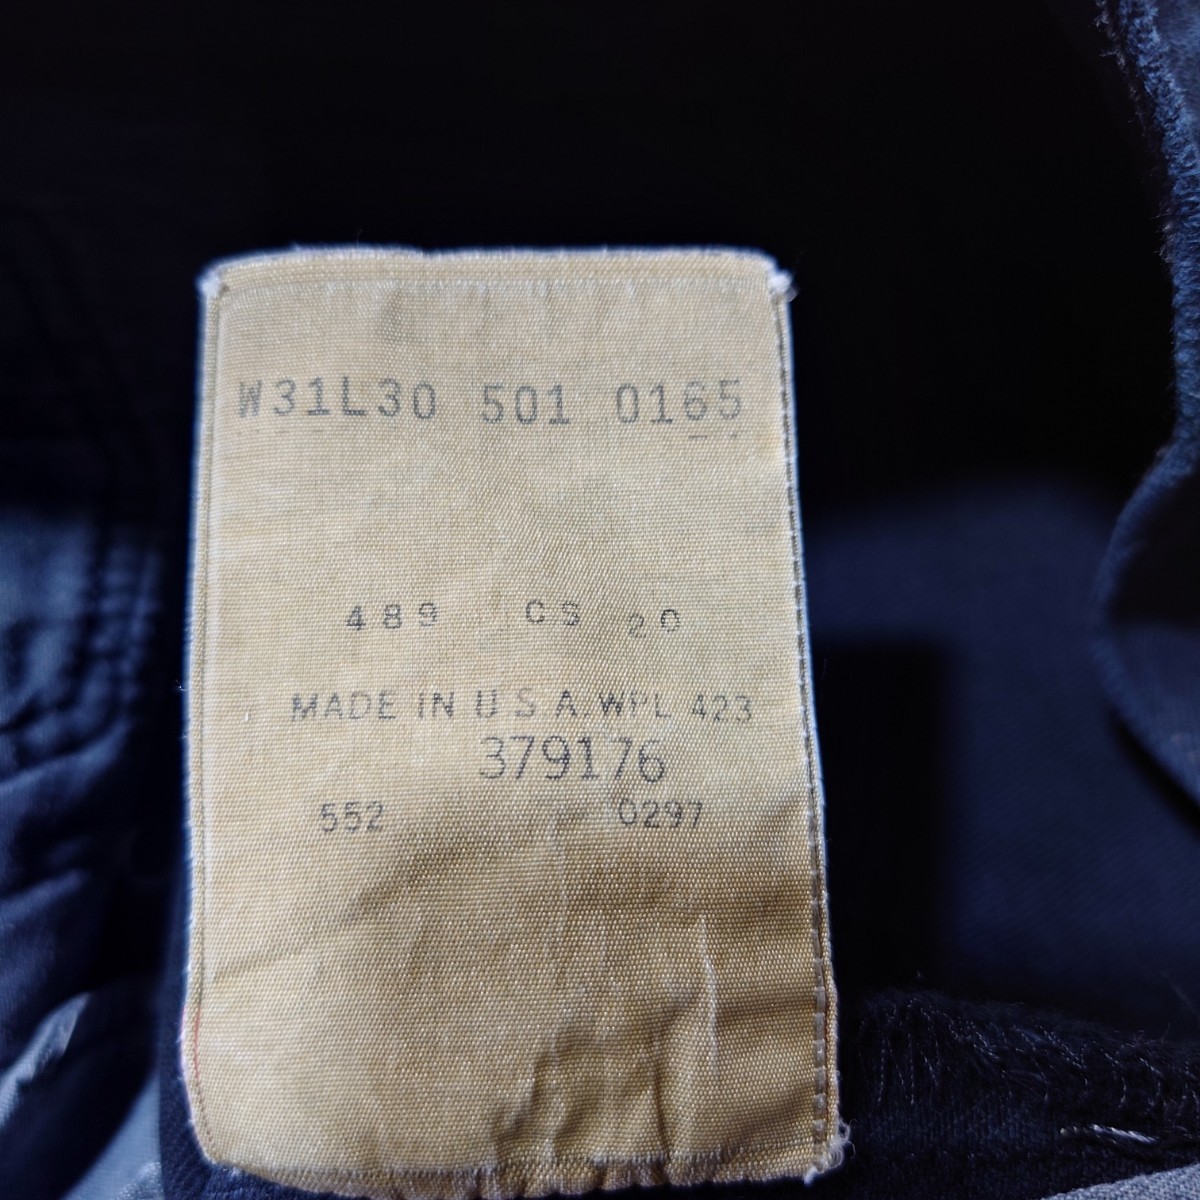 W31L30 501 0165
489 CS 20
MADE IN U.S.A. WPL 423
379176
552 0297